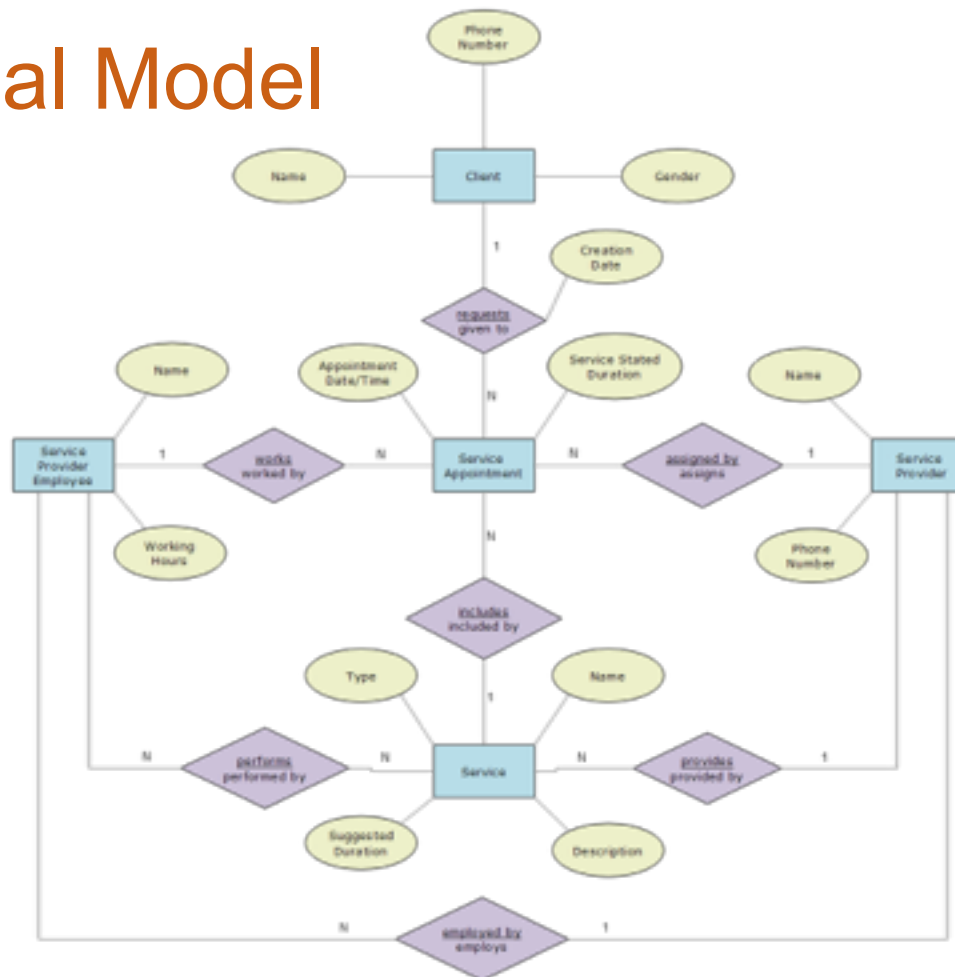 al Model
Phone
Number
Name
Client
Gender
1
Creation
Date
requests
given to
Name
Appointment
Date/Time
N
Service Stated
Duration
Name
Service
Provider
Employee
1
works
worked by
N
Service
Appointment
N
assigned by
assigns
1
Service
Provider
Working
Hours
N
Phone
Number
includes
included by
Type
1
Name
N
performs
performed by
N
Service
N
provides
provided by
1
Suggested
Duration
Description
N
employed by
employs
1